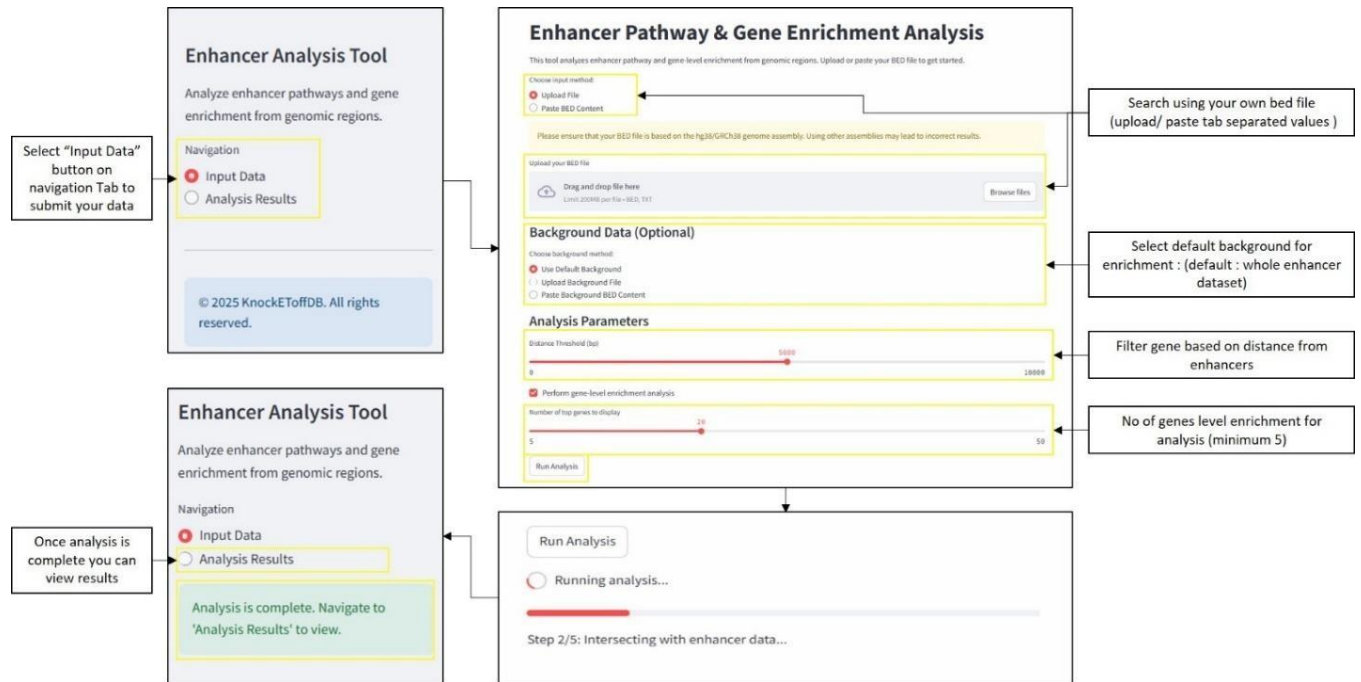 Select "Input Data"
button on
navigation Tab to
submit your data
Enhancer Analysis Tool
Analyze enhancer pathways and gene
enrichment from genomic regions.
Navigation
Input Data
Analysis Results
© 2025 KnockEToffDB. All rights
reserved.
Enhancer Pathway & Gene Enrichment Analysis
This tool analyzes enhancer pathway and gene-level enrichment from genomic regions. Upload or paste your BED file to get started.
Choose input method:
Upload File
Paste BED Content
Please ensure that your BED file is based on the hg38/GRCh38 genome assembly. Using other assemblies may lead to incorrect results.
Upload your BED file
Drag and drop file here
Limit 200MB per file • BED, TXT
Browse files
Background Data (Optional)
Choose background method:
Use Default Background
Upload Background File
Paste Background BED Content
Analysis Parameters
Distance Threshold (bp)
5000
0
10000
Perform gene-level enrichment analysis
Number of top genes to display
20
5
50
Run Analysis
Search using your own bed file
(upload/ paste tab separated values )
Select default background for
enrichment : (default : whole enhancer
dataset)
Filter gene based on distance from
enhancers
No of genes level enrichment for
analysis (minimum 5)
Run Analysis
Running analysis...
Step 2/5: Intersecting with enhancer data...
Once analysis is
complete you can
view results
Enhancer Analysis Tool
Analyze enhancer pathways and gene
enrichment from genomic regions.
Navigation
Input Data
Analysis Results
Analysis is complete. Navigate to
'Analysis Results' to view.